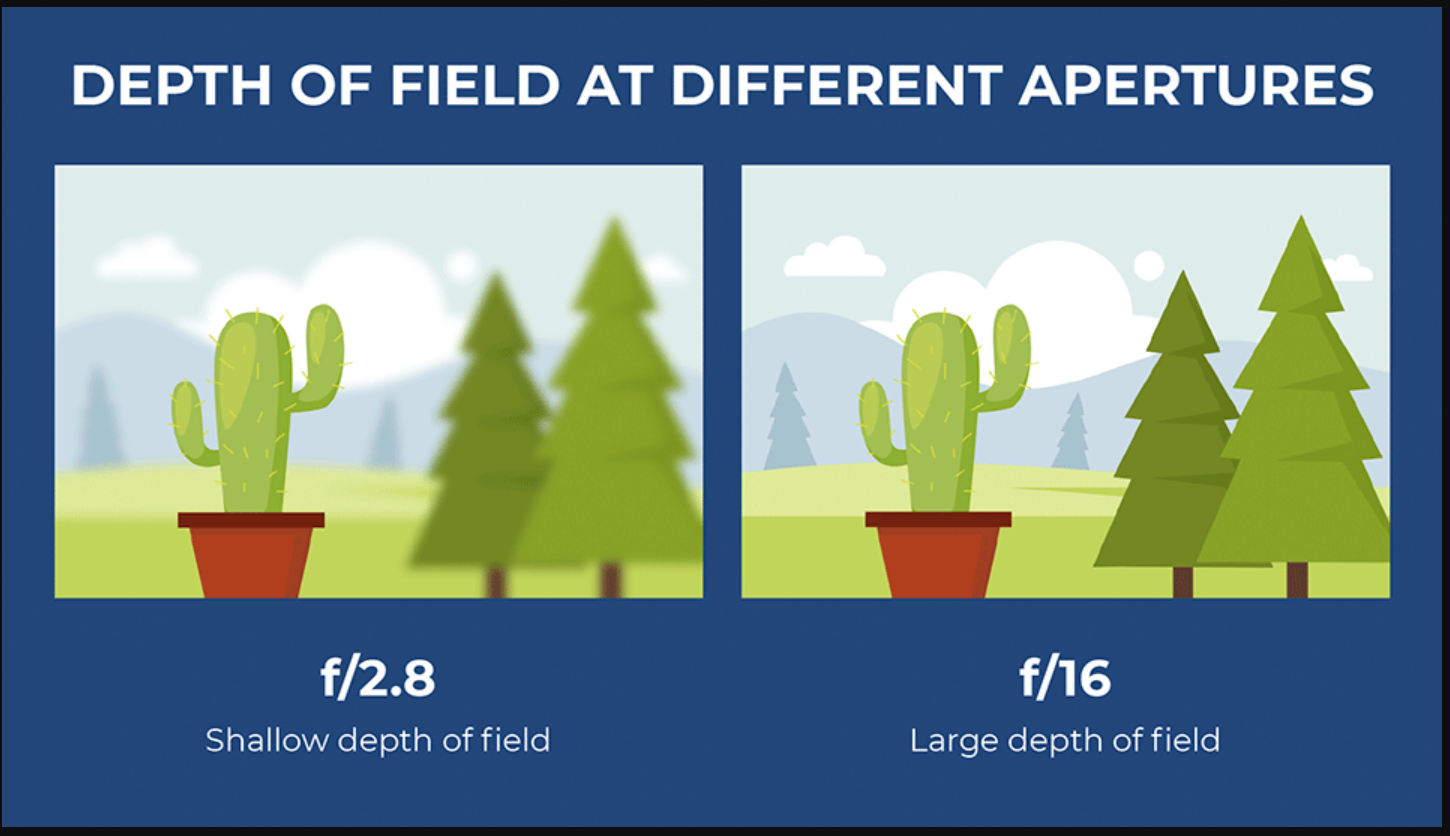 DEPTH OF FIELD AT DIFFERENT APERTURES
f/2.8
Shallow depth of field
f/16
Large depth of field